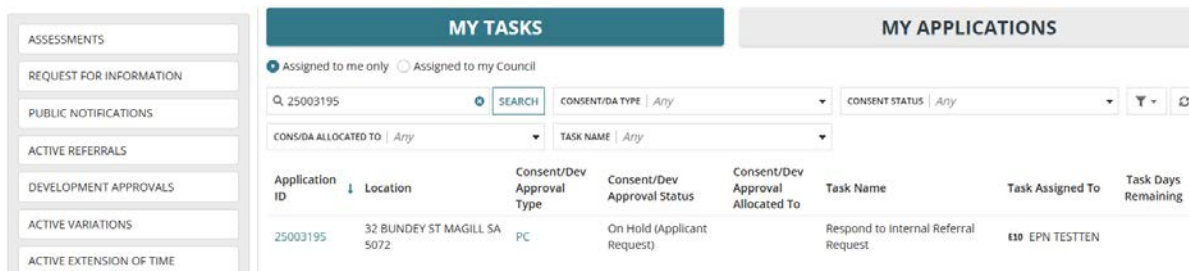 ASSESSMENTS
REQUEST FOR INFORMATION
PUBLIC NOTIFICATIONS
ACTIVE REFERRALS
DEVELOPMENT APPROVALS
ACTIVE VARIATIONS
ACTIVE EXTENSION OF TIME
MY TASKS
MY APPLICATIONS
Assigned to me only Assigned to my Council
25003195 SEARCH CONSENT/DA TYPE Any CONSENT STATUS Any
CONS/DA ALLOCATED TO Any TASK NAME Any
Application ID Location Consent/Dev Approval Type Consent/Dev Approval Status Consent/Dev Approval Allocated To Task Name Task Assigned To Task Days Remaining
25003195 32 BUNDEY ST MAGILL SA 5072 PC On Hold (Applicant Request) Respond to Internal Referral Request E10 EPN TESTTEN